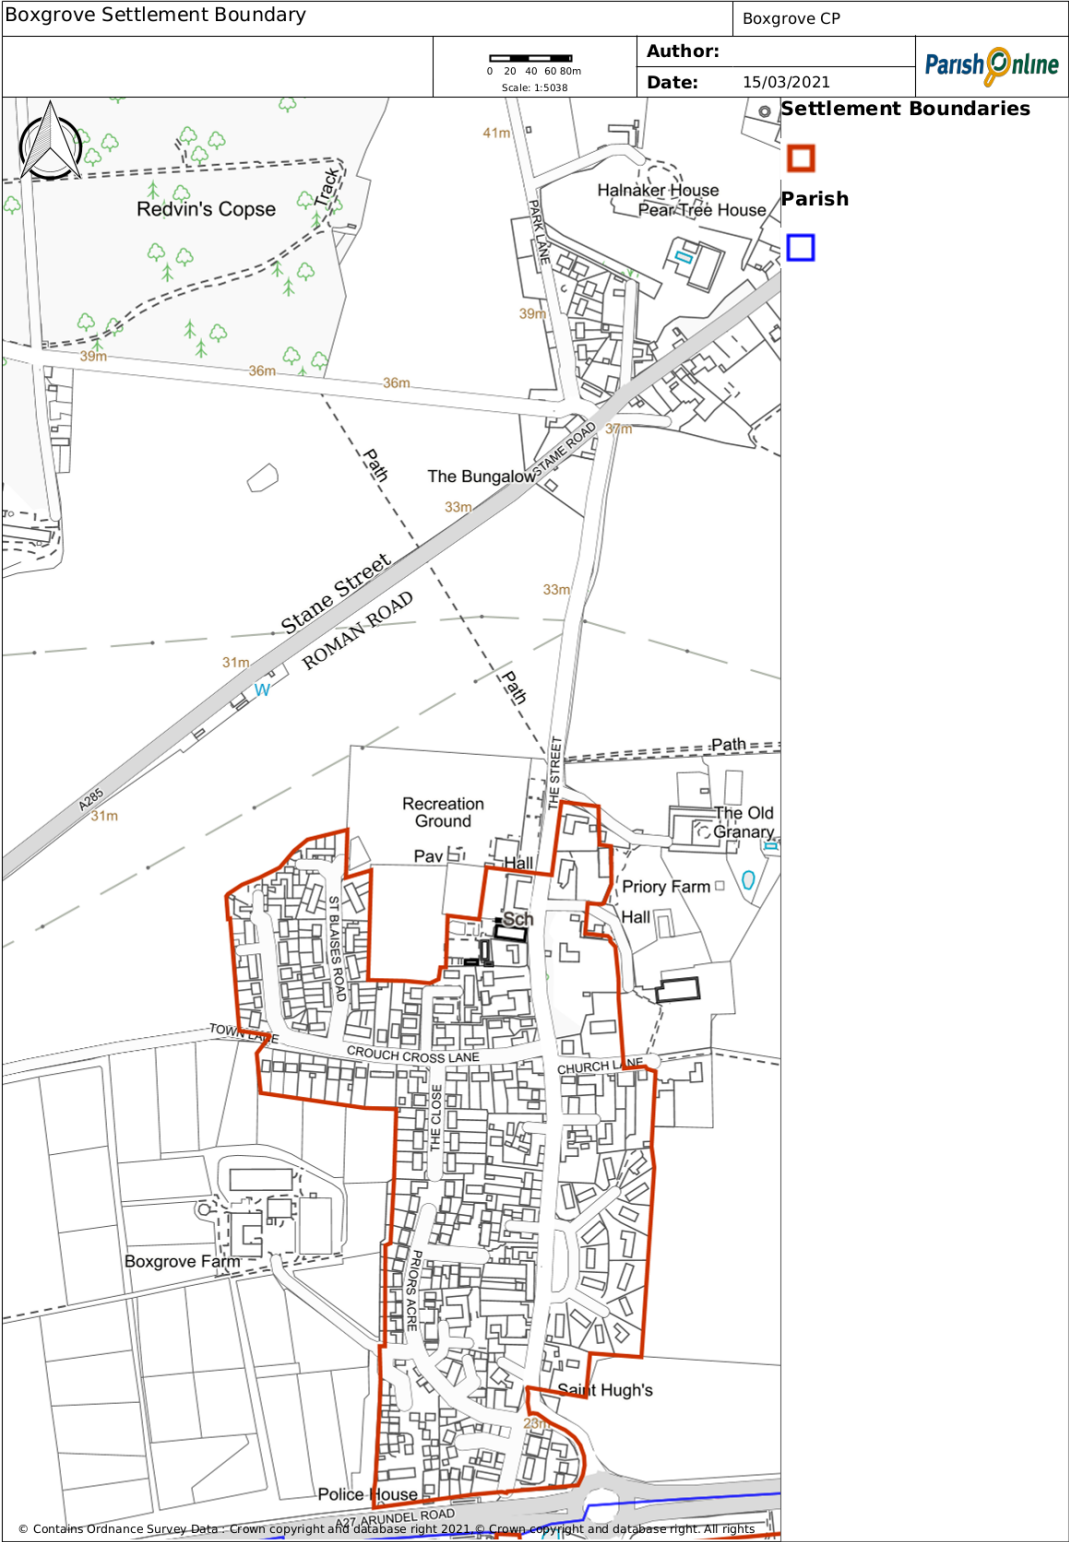 Boxgrove Settlement Boundary
Boxgrove CP
0 20 40 60 80m
Scale: 1:5038
Author:
Date: 15/03/2021
Parish Online
Settlement Boundaries
Parish
41m
Halnaker House
Pear Tree House
Track
Redvin's Copse
PARK LANE
39m
39m
36m
36m
37m
STAME ROAD
Path
The Bungalow
33m
Stane Street
ROMAN ROAD
33m
31m
W
Path
THE STREET
Path
A285
31m
Recreation
Ground
The Old
Granary
Pav
Hall
Priory Farm
Hall
Sch
ST BLAISES ROAD
TOWN LANE
CROUCH CROSS LANE
CHURCH LANE
THE CLOSE
Boxgrove Farm
PRIORS ACRE
Saint Hugh's
23m
Police House
A27 ARUNDEL ROAD
© Contains Ordnance Survey Data : Crown copyright and database right 2021,© Crown copyright and database right. All rights